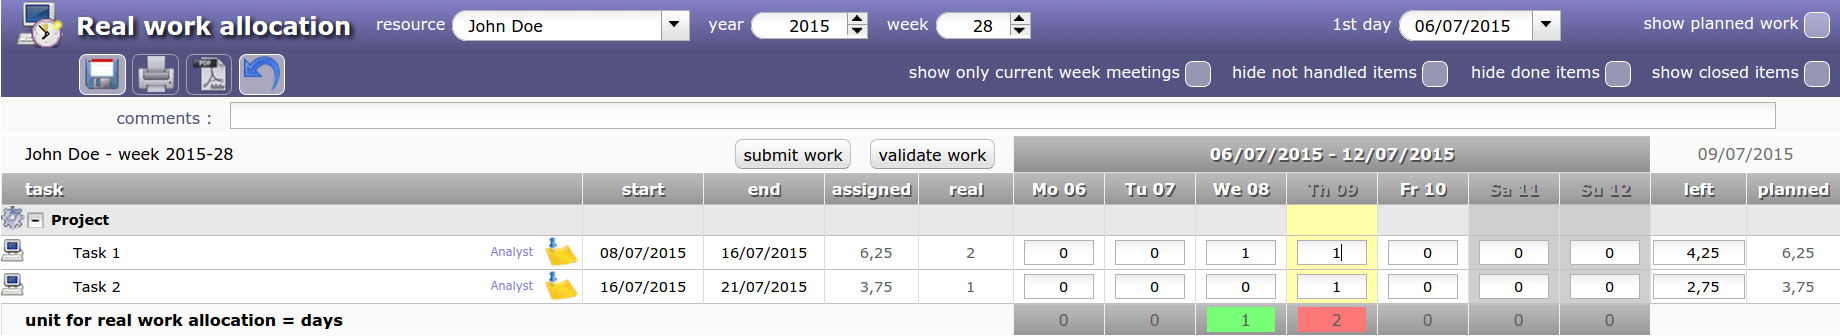 Real work allocation resource John Doe year 2015 week 28 1st day 06/07/2015 show planned work
PDF show only current week meetings hide not handled items hide done items show closed items
comments :
John Doe - week 2015-28 submit work validate work 06/07/2015 - 12/07/2015 09/07/2015
task start end assigned real Mo 06 Tu 07 We 08 Th 09 Fr 10 Sa 11 Su 12 left planned
Project
Task 1 Analyst 08/07/2015 16/07/2015 6,25 2 0 0 1 1 0 0 0 4,25 6,25
Task 2 Analyst 16/07/2015 21/07/2015 3,75 1 0 0 0 1 0 0 0 2,75 3,75
unit for real work allocation = days 0 0 1 2 0 0 0